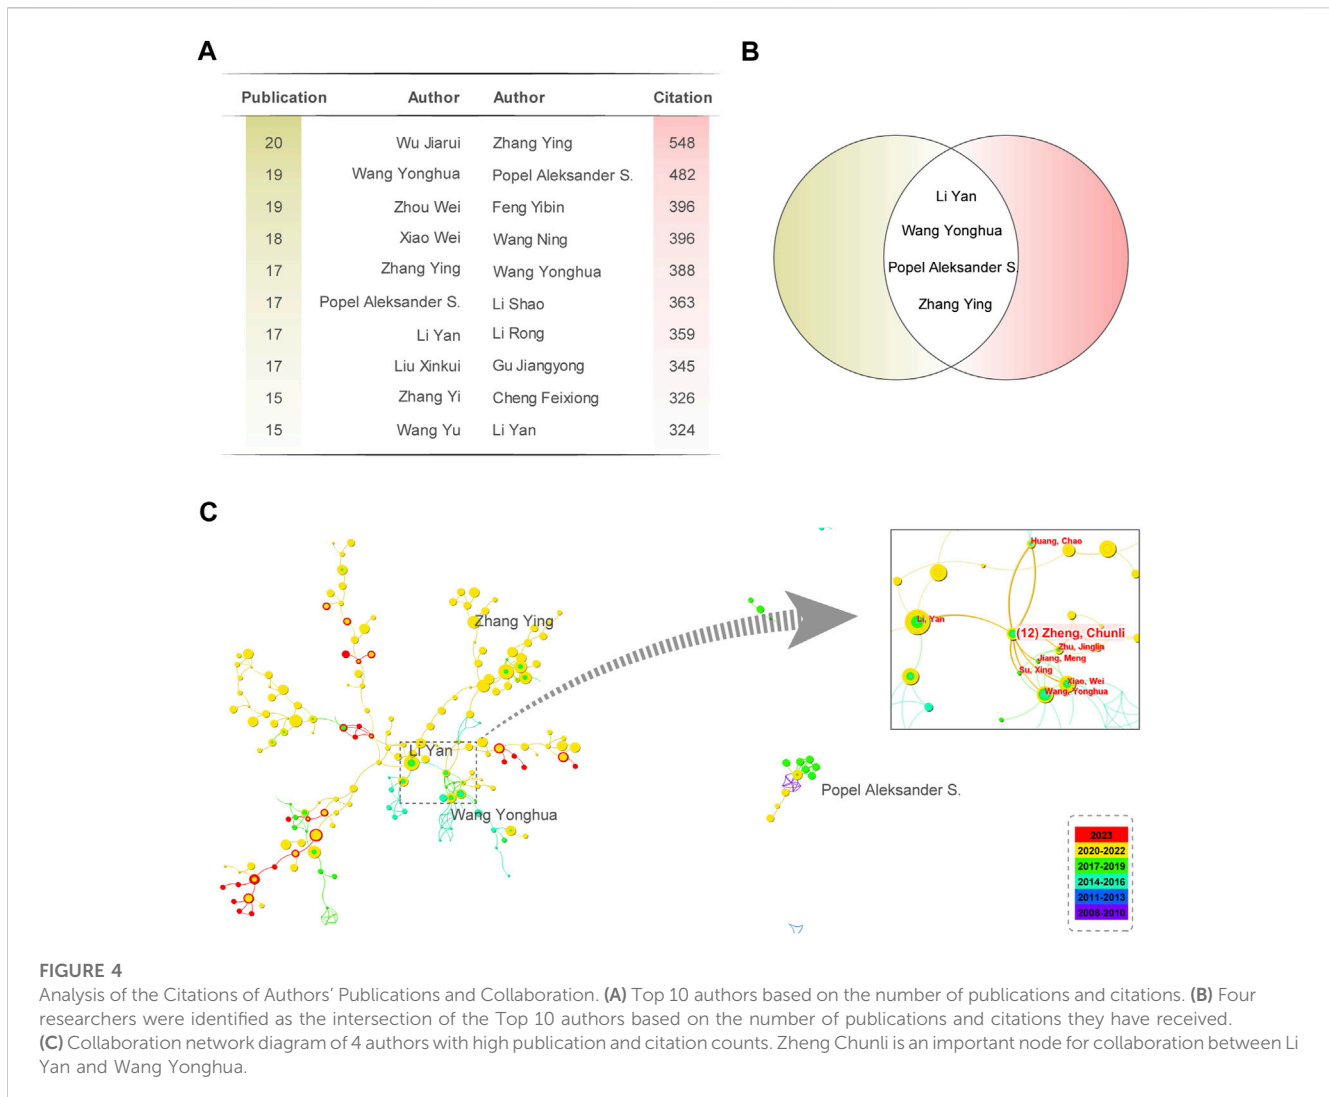 A
Publication Author Author Citation
20 Wu Jiarui Zhang Ying 548
19 Wang Yonghua Popel Aleksander S. 482
19 Zhou Wei Feng Yibin 396
18 Xiao Wei Wang Ning 396
17 Zhang Ying Wang Yonghua 388
17 Popel Aleksander S. Li Shao 363
17 Li Yan Li Rong 359
17 Liu Xinkui Gu Jiangyong 345
15 Zhang Yi Cheng Feixiong 326
15 Wang Yu Li Yan 324
B
Li Yan
Wang Yonghua
Popel Aleksander S.
Zhang Ying
C
Zhang Ying
Li Yan
Wang Yonghua
Popel Aleksander S.
Huang, Chao
Li, Yan
(12) Zheng, Chunli
Zhu, Jinglin
Jiang, Meng
Su, Xing
Xiao, Wei
Wang, Yonghua
2023
2020-2022
2017-2019
2014-2016
2011-2013
2008-2010
FIGURE 4
Analysis of the Citations of Authors' Publications and Collaboration. (A) Top 10 authors based on the number of publications and citations. (B) Four
researchers were identified as the intersection of the Top 10 authors based on the number of publications and citations they have received.
(C) Collaboration network diagram of 4 authors with high publication and citation counts. Zheng Chunli is an important node for collaboration between Li
Yan and Wang Yonghua.